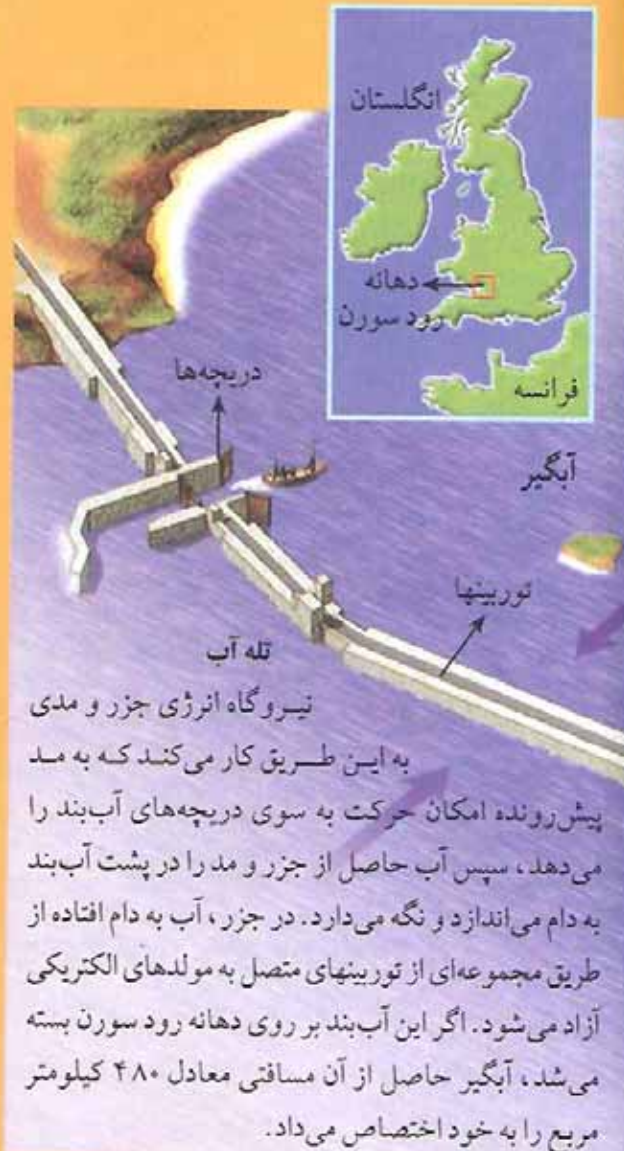 انگلستان
دهانه
رود سورن
فرانسه
دریچه‌ها
آبگیر
توربینها
تله آب
نیروگاه انرژی جزر و مدی
به این طریق کار می‌کند که به مد
پیش‌رونده امکان حرکت به سوی دریچه‌های آب‌بند را
می‌دهد، سپس آب حاصل از جزر و مد را در پشت آب‌بند
به دام می‌اندازد و نگه می‌دارد. در جزر، آب به دام افتاده از
طریق مجموعه‌ای از توربینهای متصل به مولدهای الکتریکی
آزاد می‌شود. اگر این آب‌بند بر روی دهانه رود سورن بسته
می‌شد، آبگیر حاصل از آن مسافتی معادل ۴۸۰ کیلومتر
مربع را به خود اختصاص می‌داد.